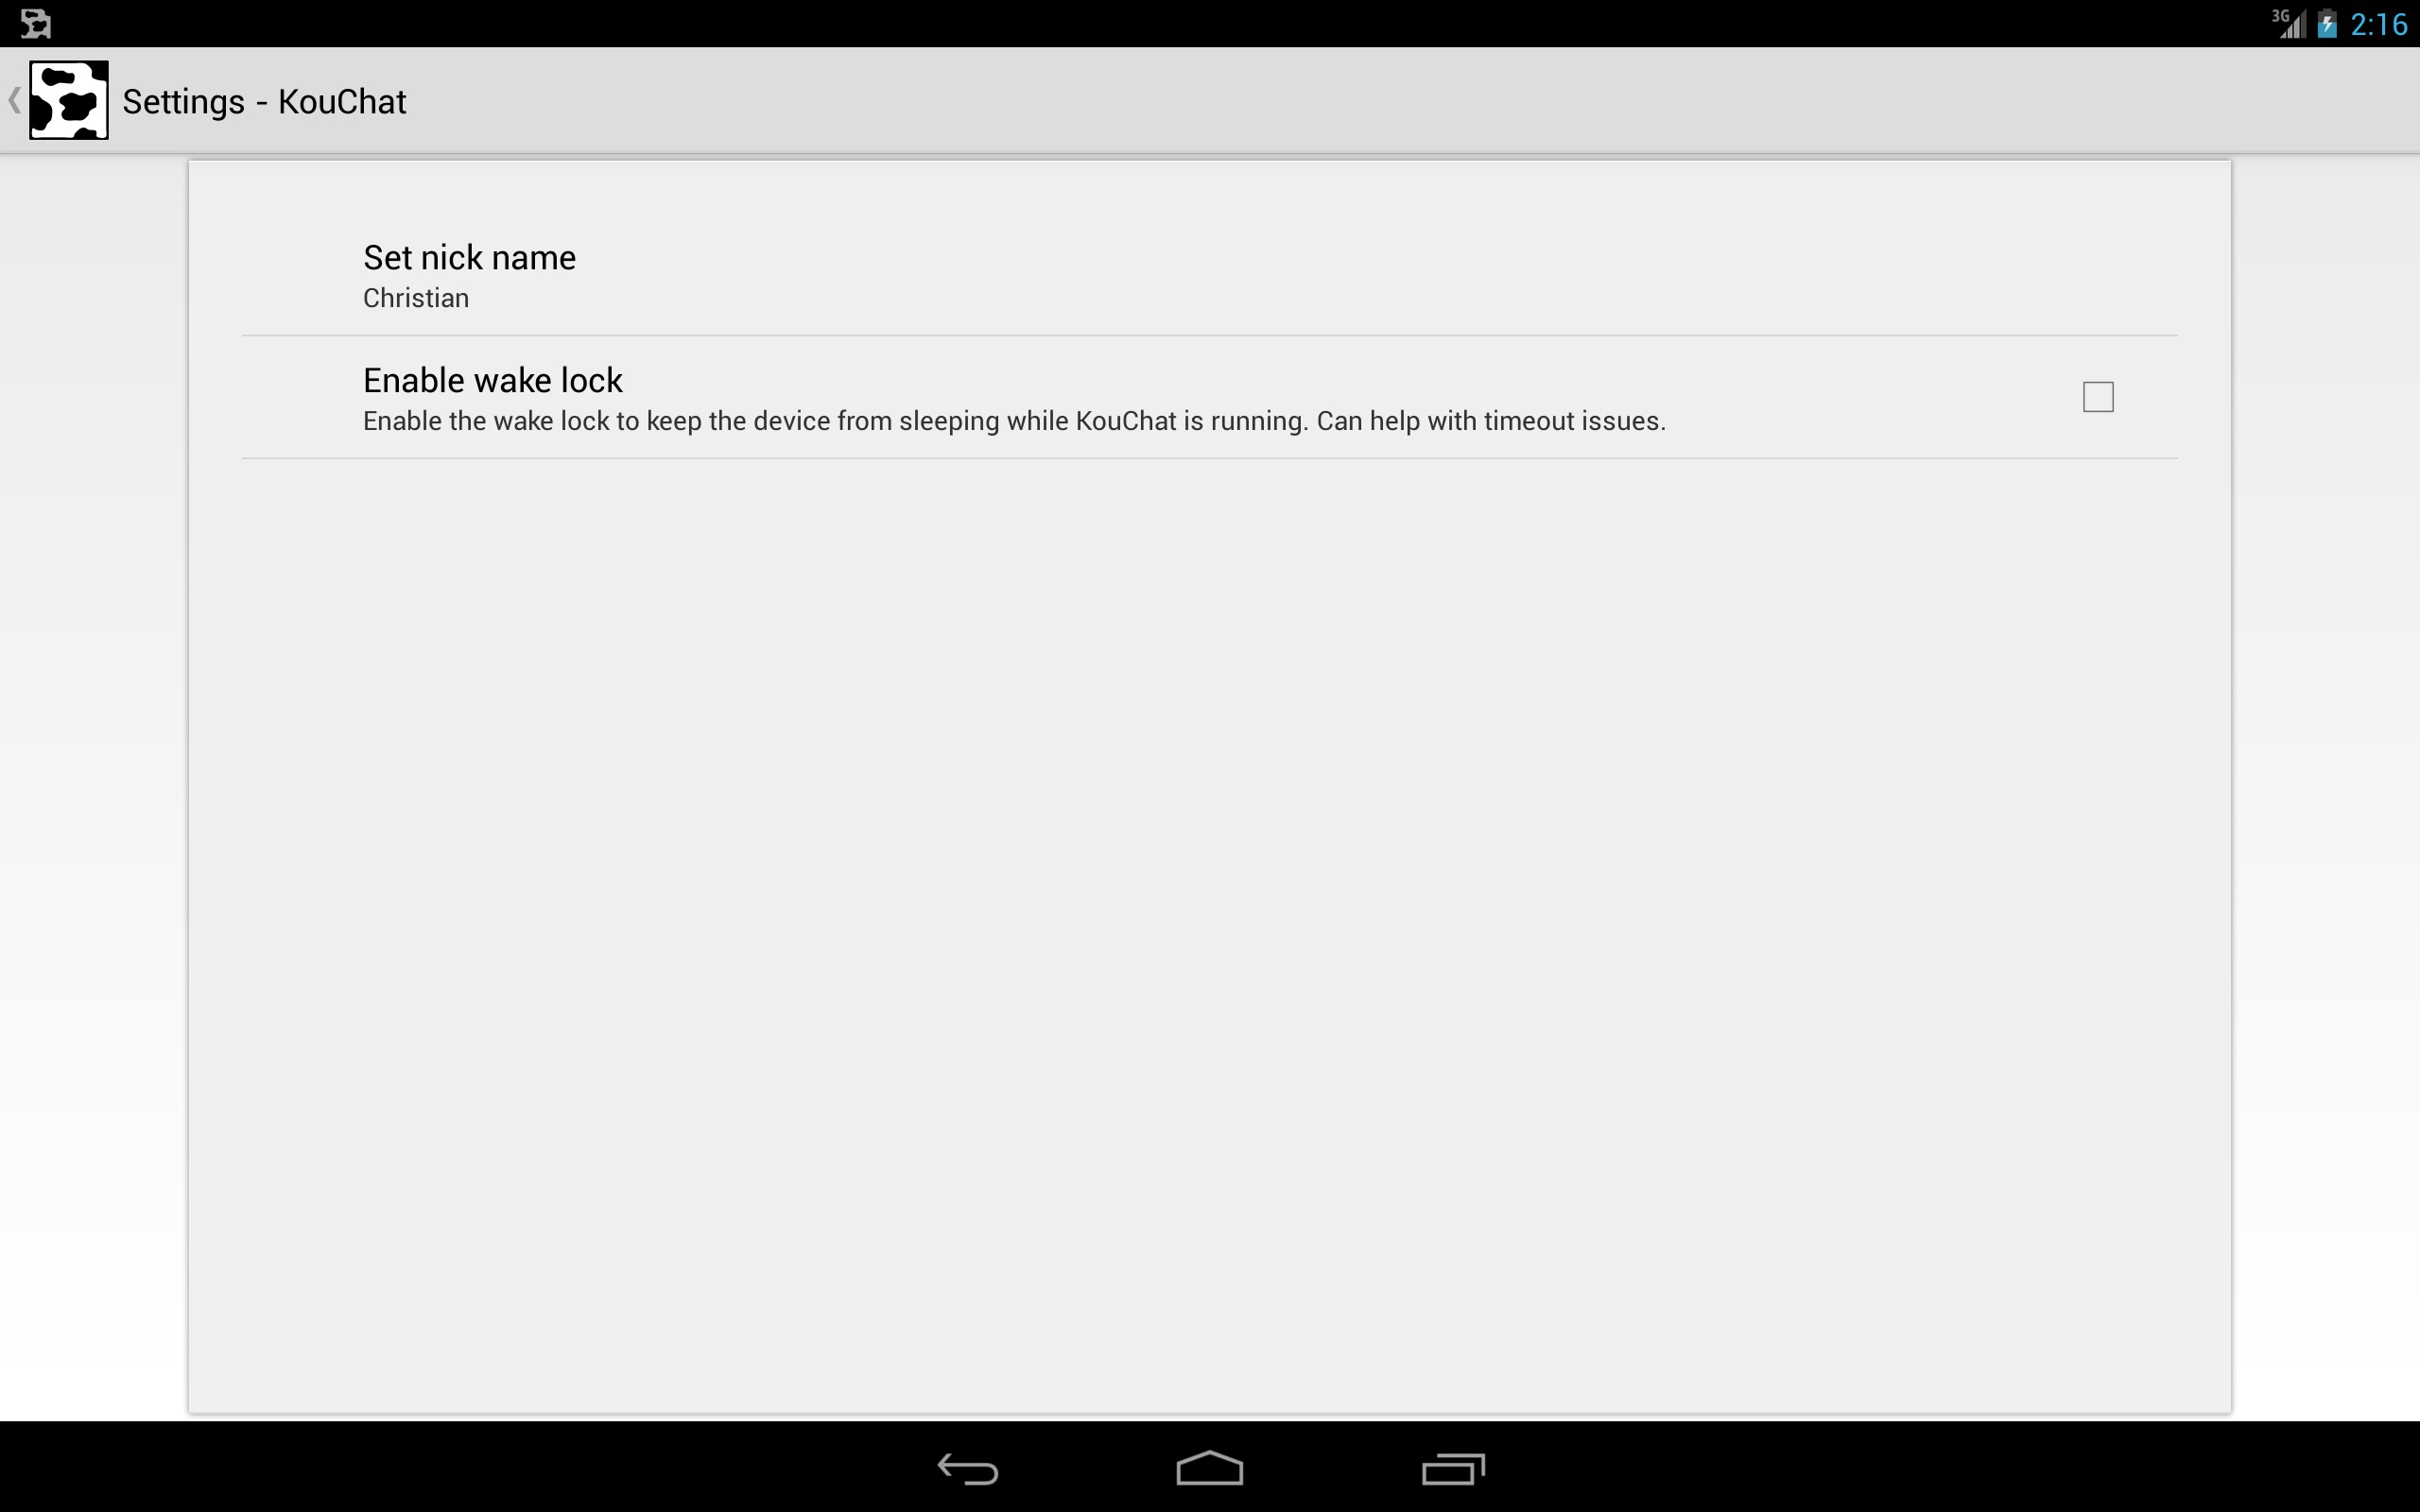 3G 2:16
Settings - KouChat
Set nick name
Christian
Enable wake lock
Enable the wake lock to keep the device from sleeping while KouChat is running. Can help with timeout issues.